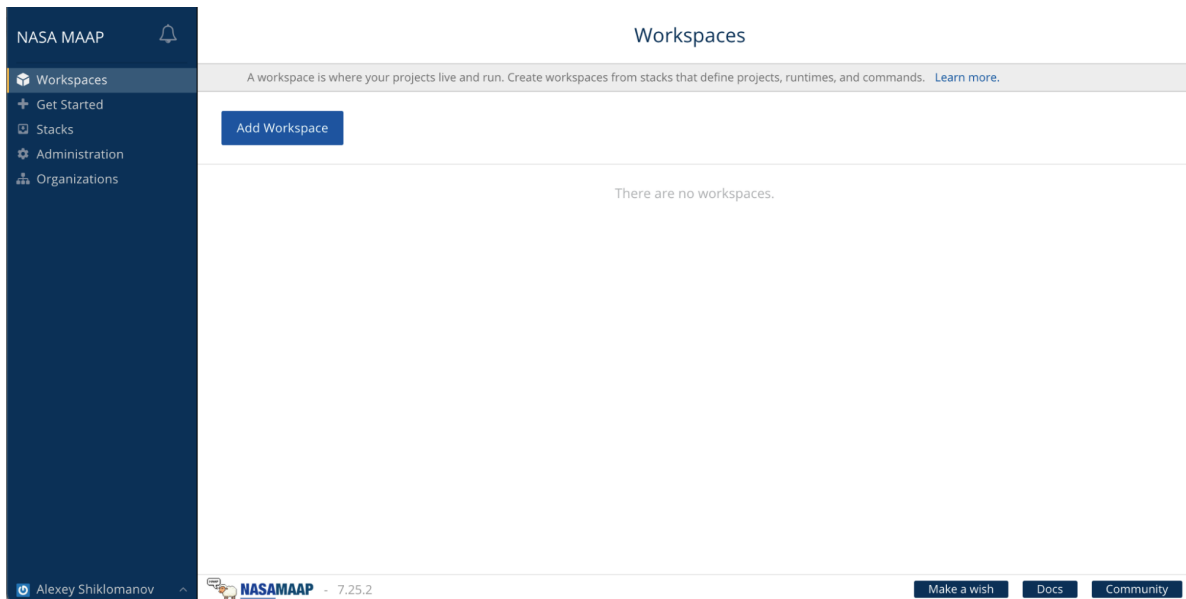 NASA MAAP
Workspaces
Get Started
Stacks
Administration
Organizations
Alexey Shiklomanov
Workspaces
A workspace is where your projects live and run. Create workspaces from stacks that define projects, runtimes, and commands. Learn more.
Add Workspace
There are no workspaces.
NASAMAAP - 7.25.2
Make a wish
Docs
Community